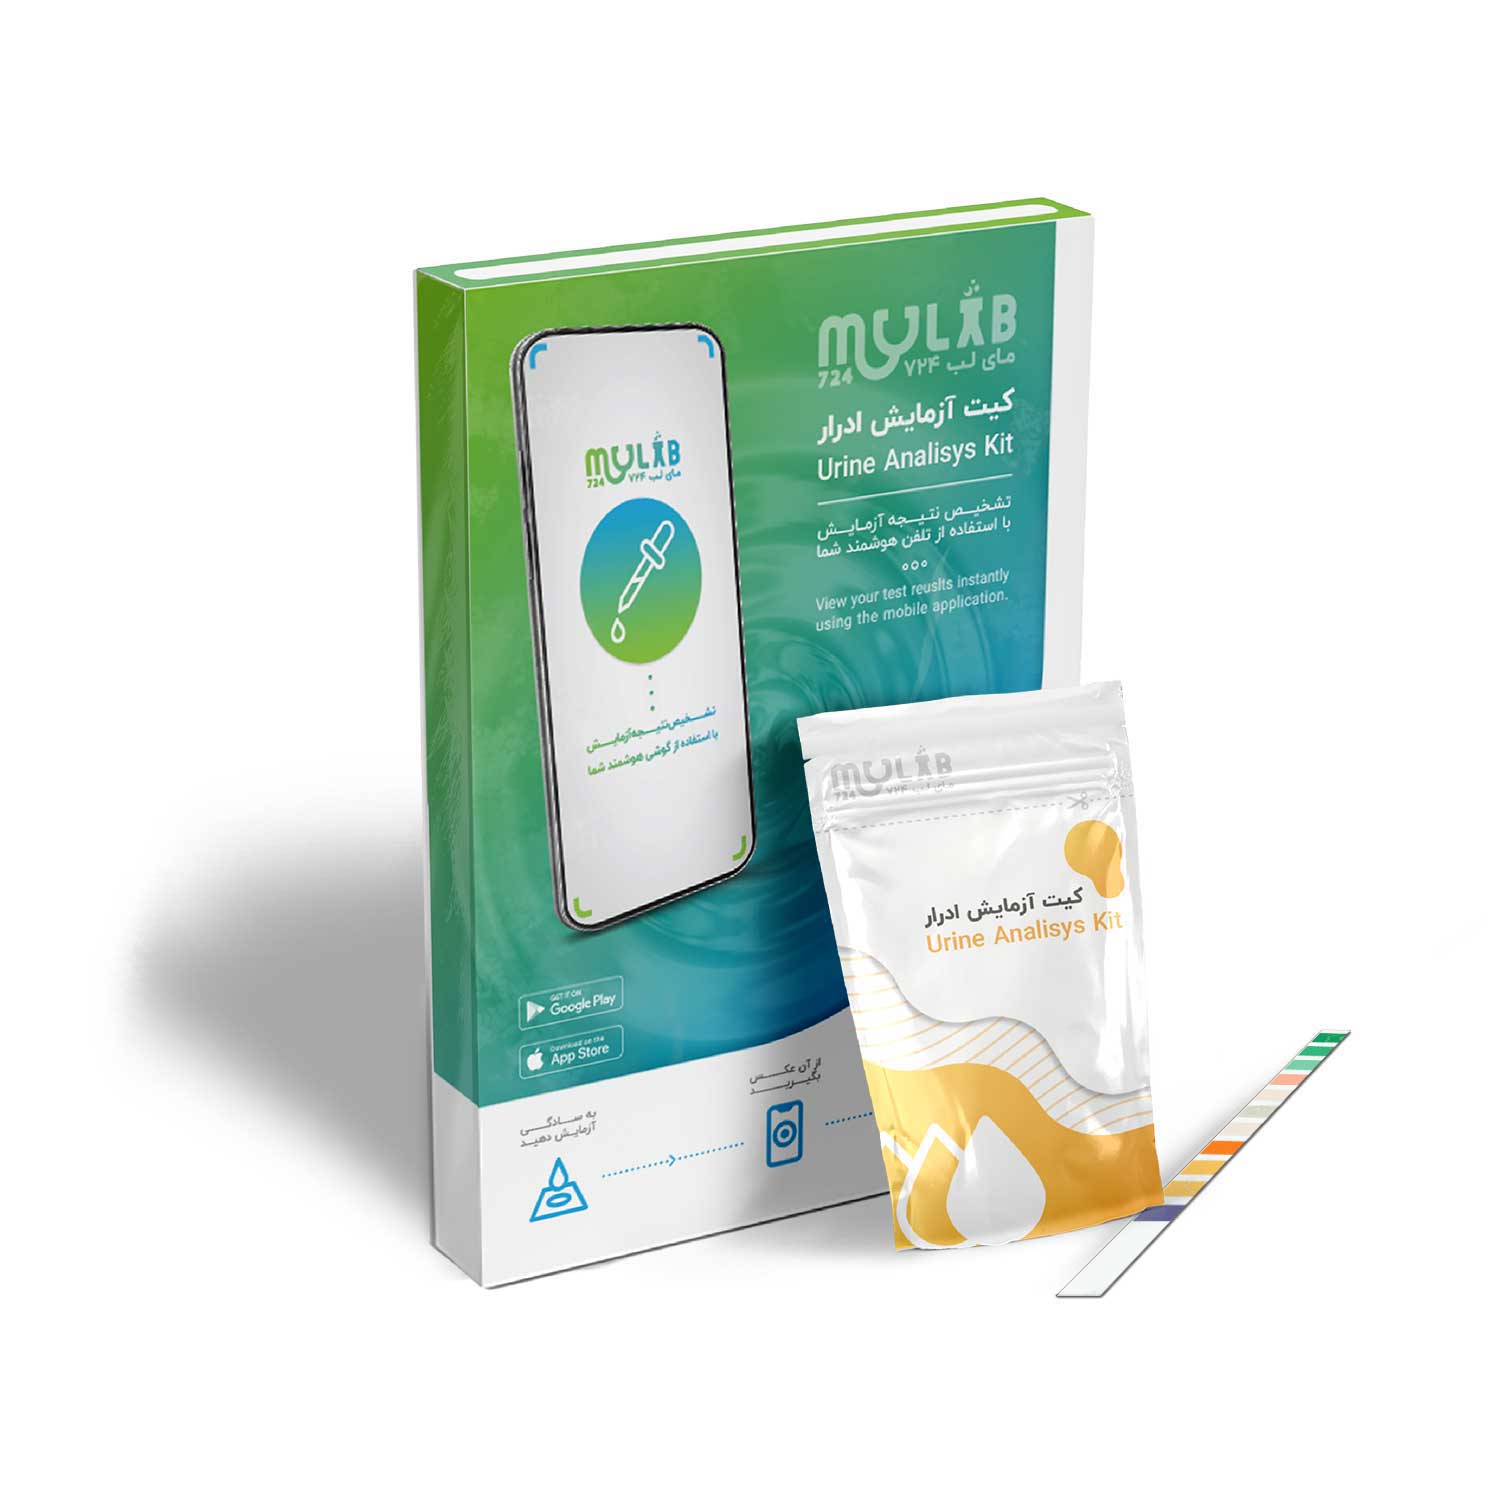 MYLAB
724 مای لب ۷۲۴
کیت آزمایش ادرار
Urine Analisys Kit
تشخیص نتیجه آزمایش
با استفاده از تلفن هوشمند شما
View your test reuslts instantly
using the mobile application.
MYLAB
724 مای لب ۷۲۴
تشخیص نتیجه آزمایش
با استفاده از گوشی هوشمند شما
GET IT ON
Google Play
Download on the
App Store
به سادگی
آزمایش دهید
از آن عکس
بگیرید
MYLAB
724 مای لب ۷۲۴
کیت آزمایش ادرار
Urine Analisys Kit